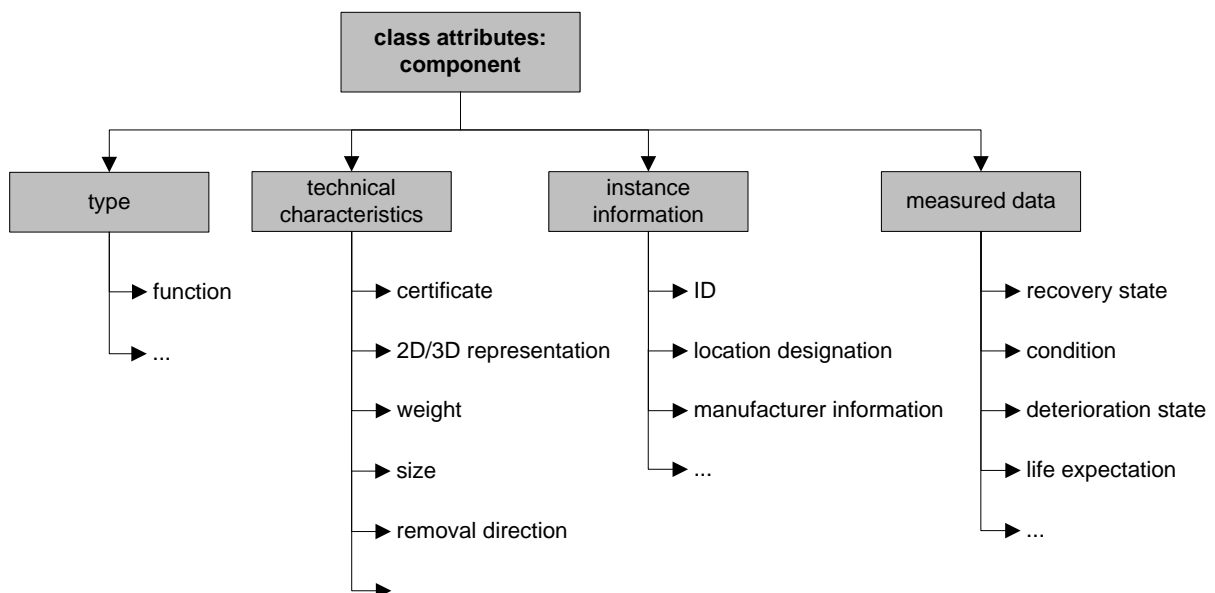 class attributes:
component
type
technical
characteristics
instance
information
measured data
function
...
certificate
2D/3D representation
weight
size
removal direction
ID
location designation
manufacturer information
...
recovery state
condition
deterioration state
life expectation
...